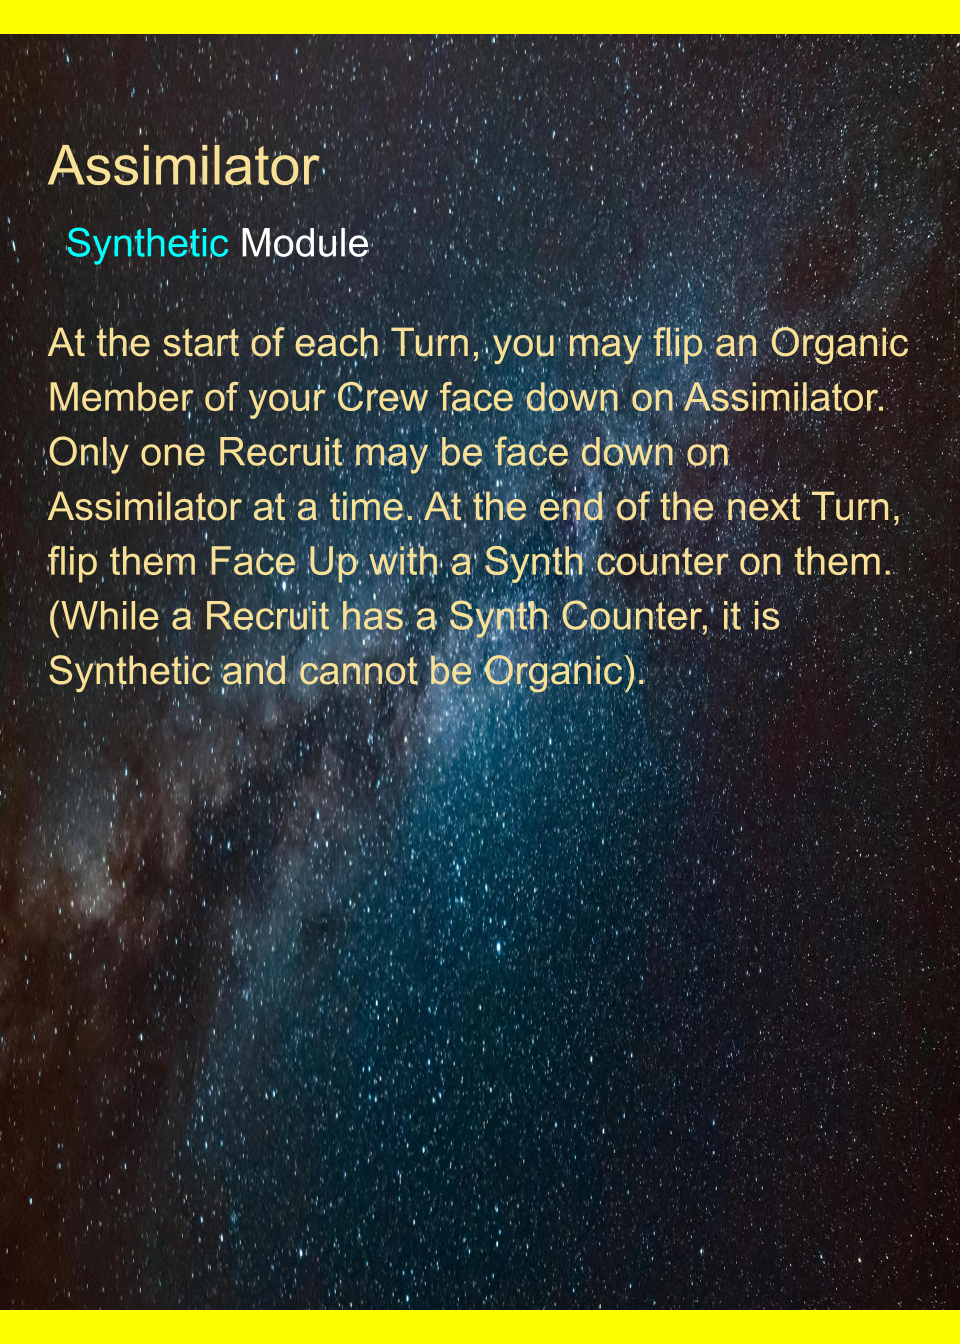 Assimilator
Synthetic Module
At the start of each Turn, you may flip an Organic
Member of your Crew face down on Assimilator.
Only one Recruit may be face down on
Assimilator at a time. At the end of the next Turn,
flip them Face Up with a Synth counter on them.
(While a Recruit has a Synth Counter, it is
Synthetic and cannot be Organic).